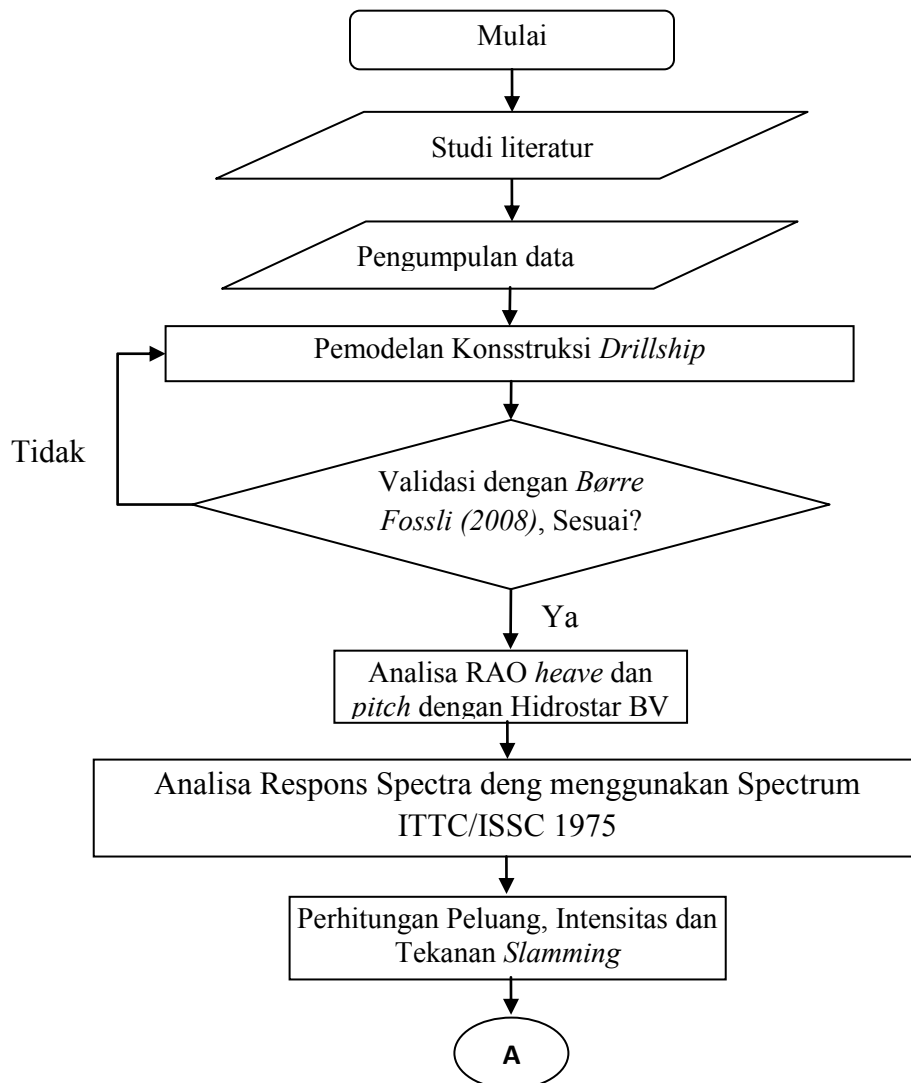 Mulai
Studi literatur
Pengumpulan data
Pemodelan Konsstruksi Drillship
Tidak
Validasi dengan Børre
Fossli (2008), Sesuai?
Ya
Analisa RAO heave dan
pitch dengan Hidrostar BV
Analisa Respons Spectra deng menggunakan Spectrum
ITTC/ISSC 1975
Perhitungan Peluang, Intensitas dan
Tekanan Slamming
A